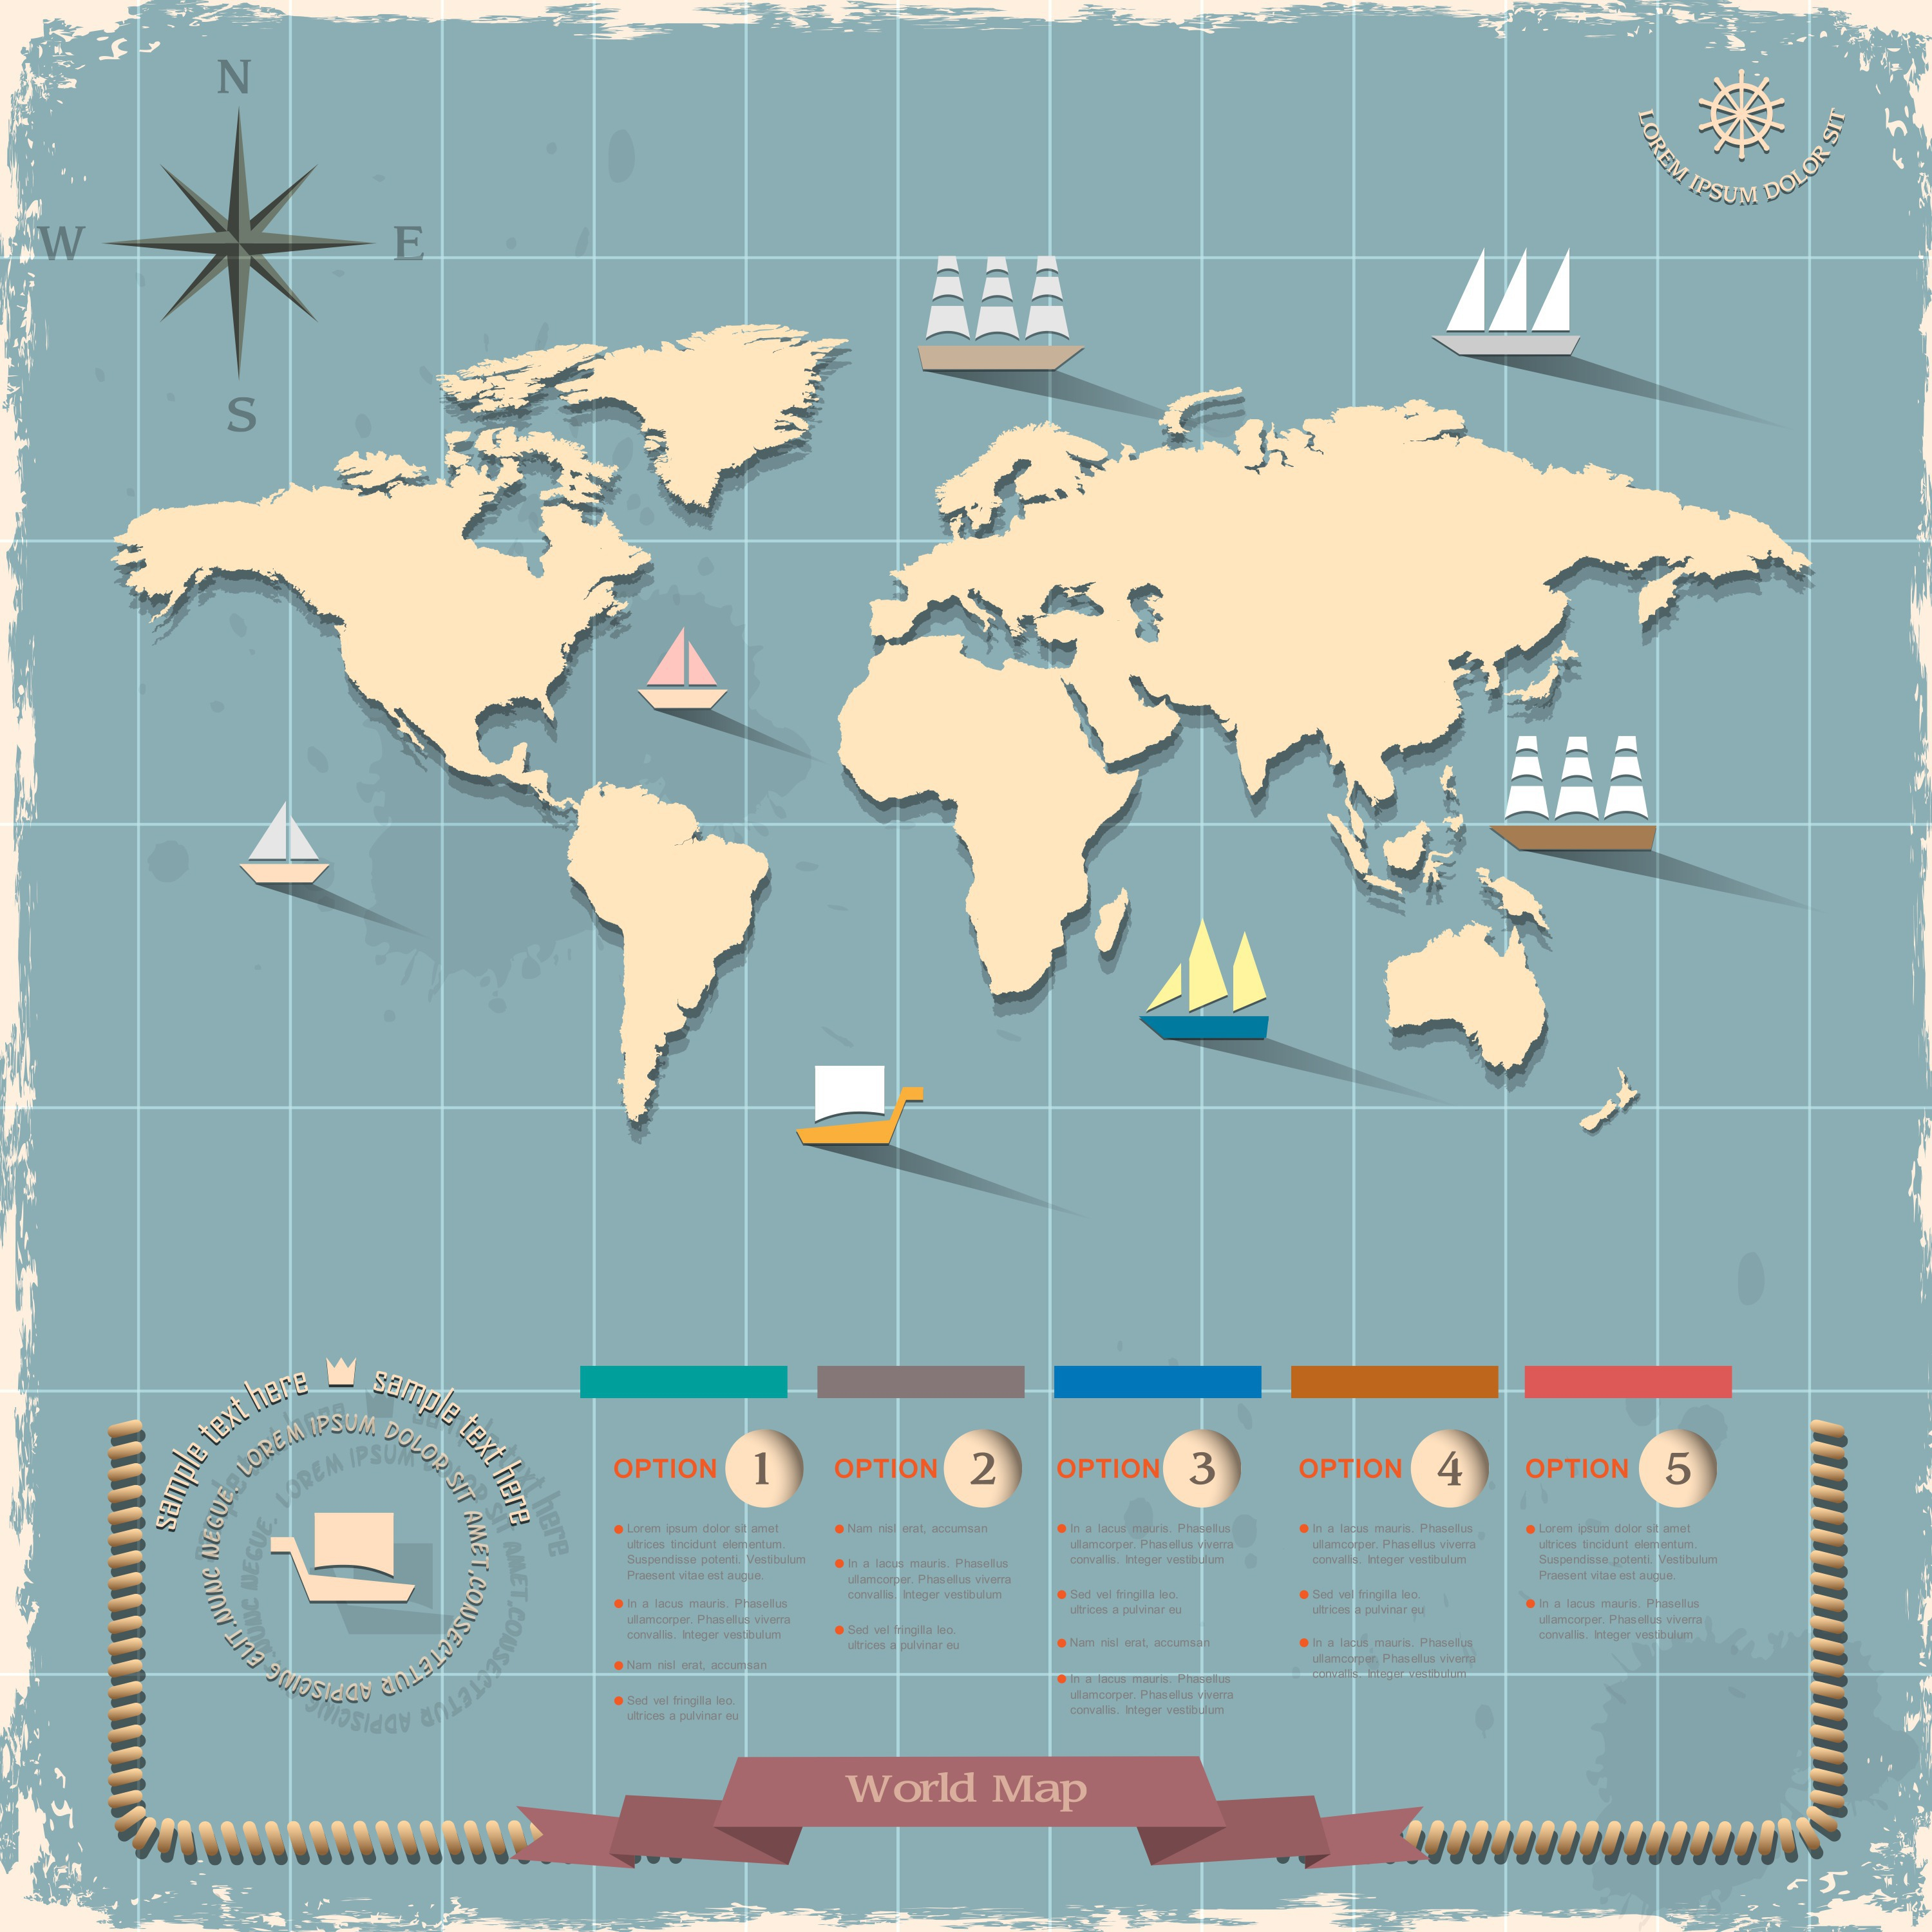 N
W E
S
LOREM IPSUM DOLOR SIT
sample text here sample text here
LOREM IPSUM DOLOR SIT AMET.CONSECTETUR ADIPISCING ELIT.NUNC NECUE.
OPTION 1
Lorem ipsum dolor sit amet
ultrices tincidunt elementum.
Suspendisse potenti. Vestibulum
Praesent vitae est augue.
In a lacus mauris. Phasellus
ullamcorper. Phasellus viverra
convallis. Integer vestibulum
Nam nisl erat, accumsan
Sed vel fringilla leo.
ultrices a pulvinar eu
OPTION 2
Nam nisl erat, accumsan
In a lacus mauris. Phasellus
ullamcorper. Phasellus viverra
convallis. Integer vestibulum
Sed vel fringilla leo.
ultrices a pulvinar eu
OPTION 3
In a lacus mauris. Phasellus
ullamcorper. Phasellus viverra
convallis. Integer vestibulum
Sed vel fringilla leo.
ultrices a pulvinar eu
Nam nisl erat, accumsan
In a lacus mauris. Phasellus
ullamcorper. Phasellus viverra
convallis. Integer vestibulum
OPTION 4
In a lacus mauris. Phasellus
ullamcorper. Phasellus viverra
convallis. Integer vestibulum
Sed vel fringilla leo.
ultrices a pulvinar eu
In a lacus mauris. Phasellus
ullamcorper. Phasellus viverra
convallis. Integer vestibulum
OPTION 5
Lorem ipsum dolor sit amet
ultrices tincidunt elementum.
Suspendisse potenti. Vestibulum
Praesent vitae est augue.
In a lacus mauris. Phasellus
ullamcorper. Phasellus viverra
convallis. Integer vestibulum
World Map